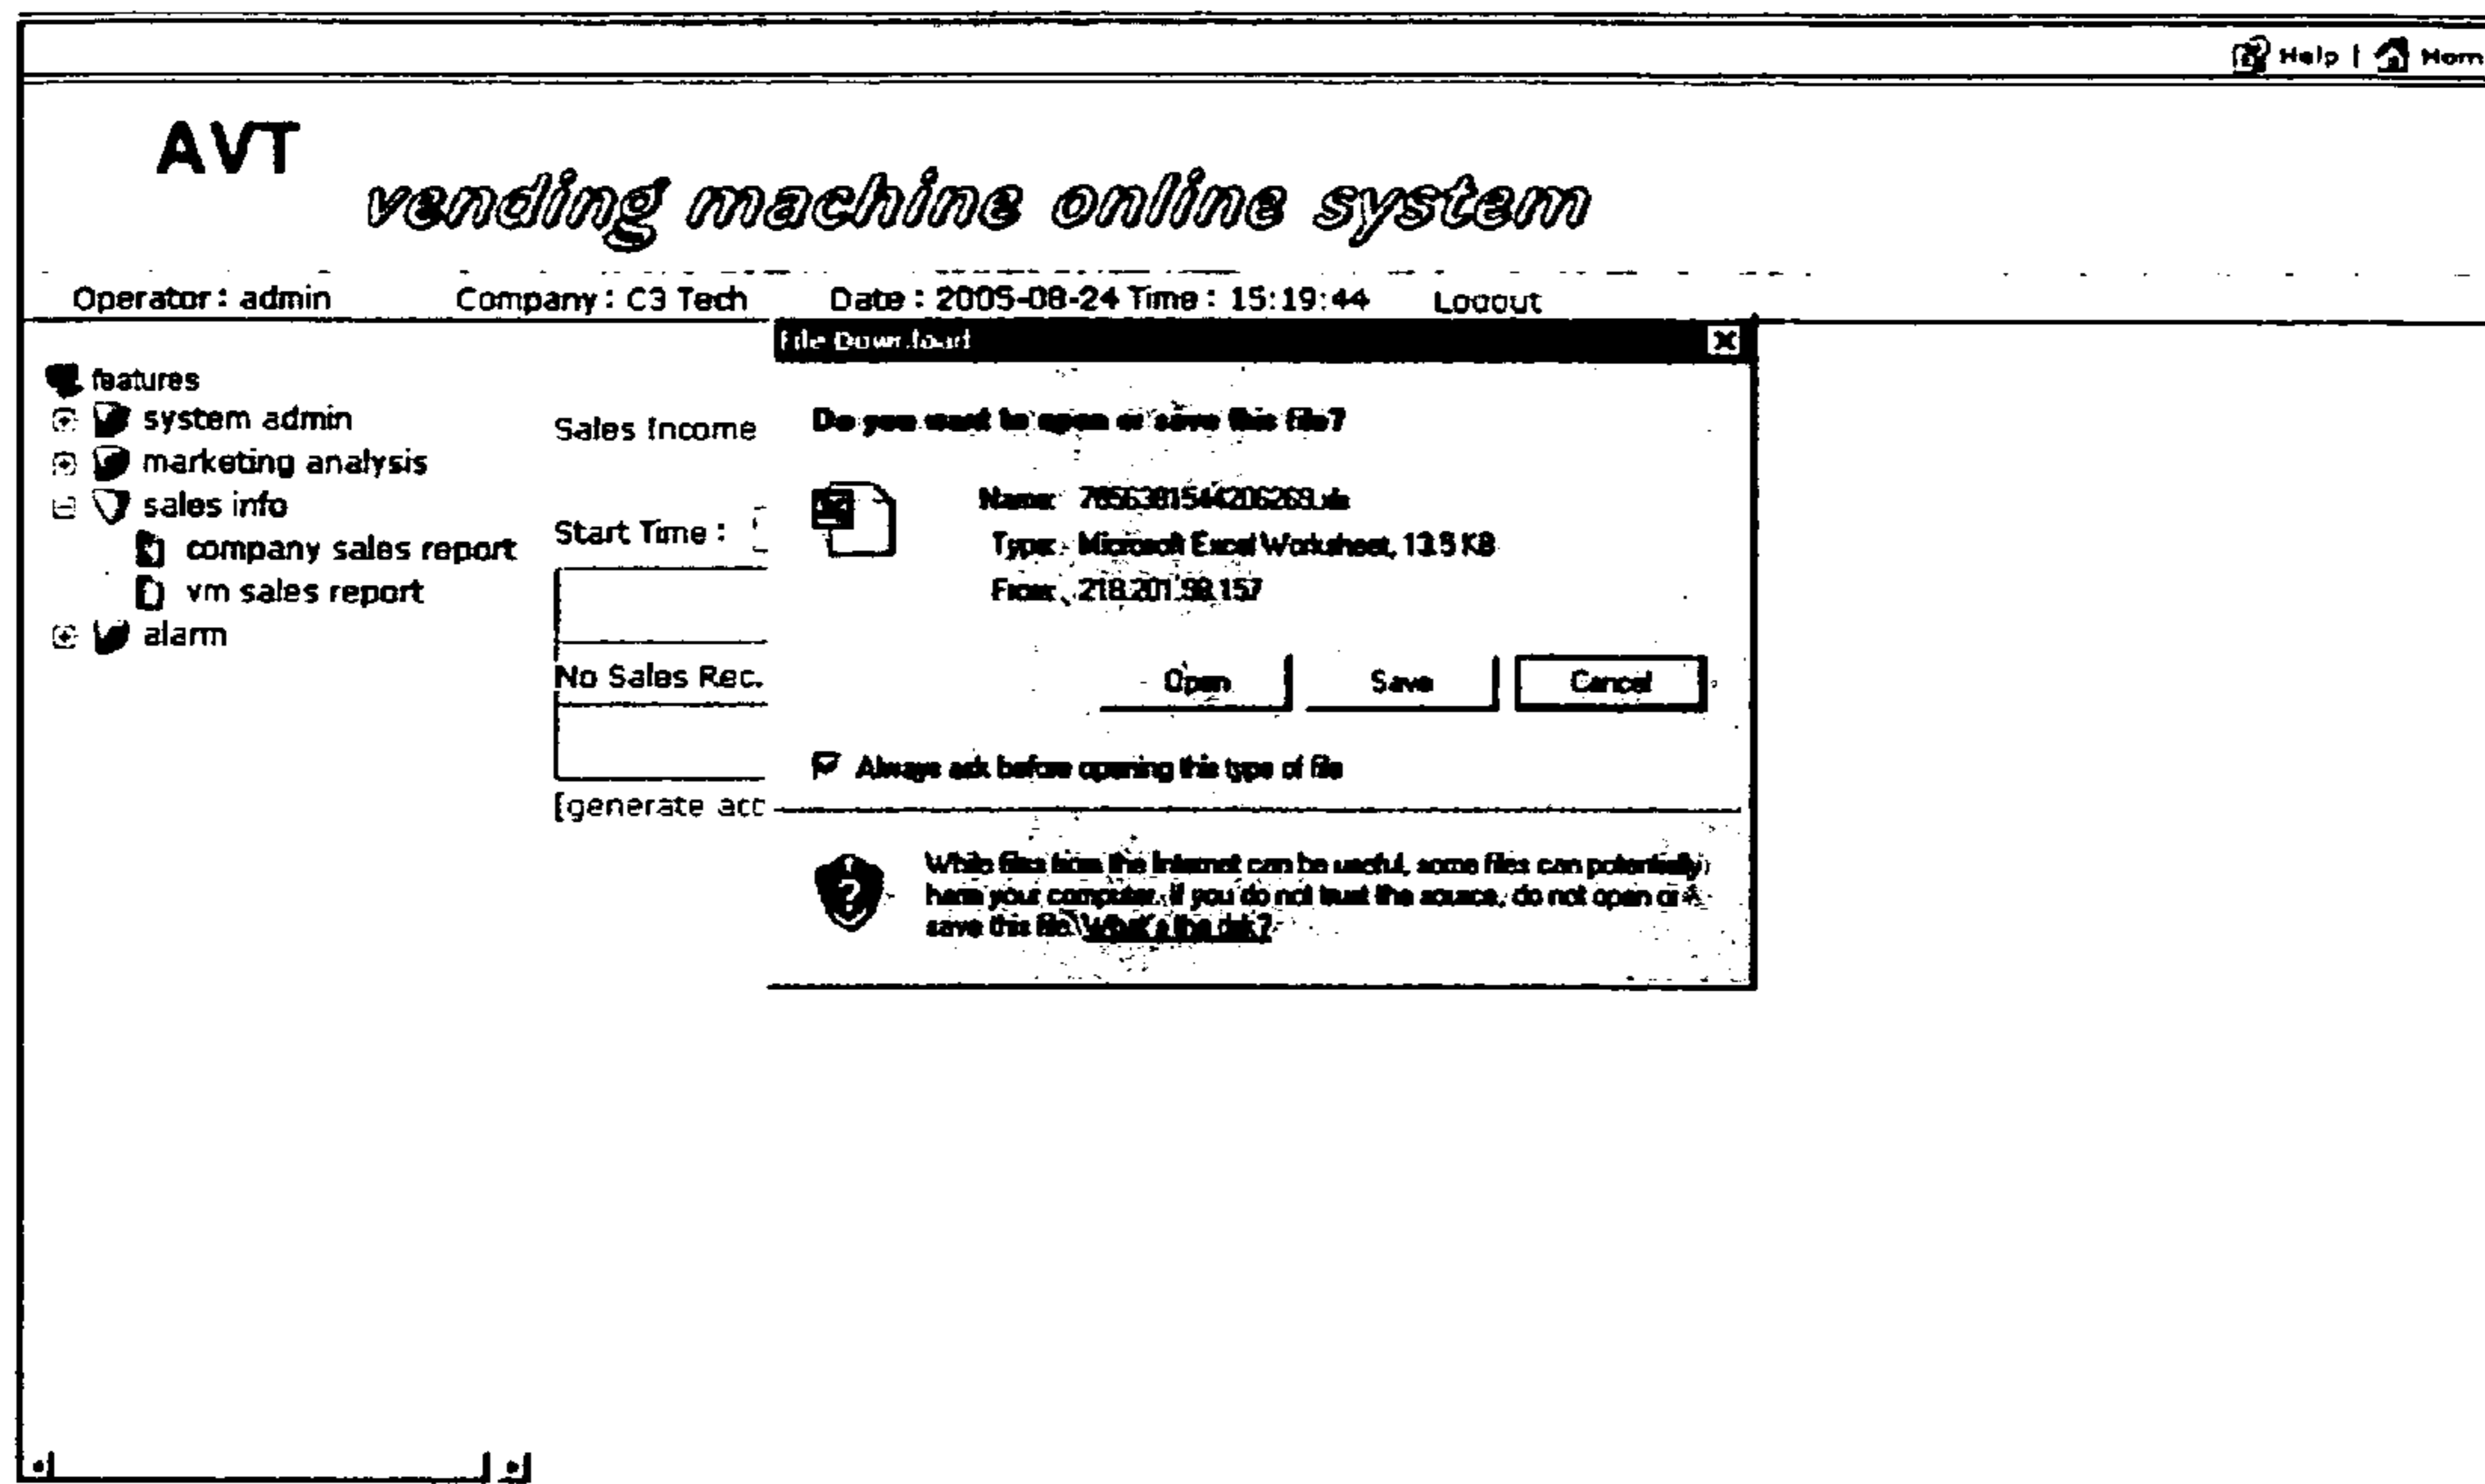 Help | Hom
AVT
vending machine online system
Operator : admin Company : C3 Tech Date : 2005-08-24 Time : 15:19:44 Logout
File Download
features
system admin
marketing analysis
sales info
company sales report
vm sales report
alarm
Sales Income
Start Time :
No Sales Rec.
[generate acc
Do you want to open or save this file?
Name:
Type: Microsoft Excel Worksheet, 13.5 KB
From: 218.201.98.157
Open Save Cancel
Always ask before opening this type of file
While files from the Internet can be useful, some files can potentially
harm your computer. If you do not trust the source, do not open or
save this file. What's the risk?